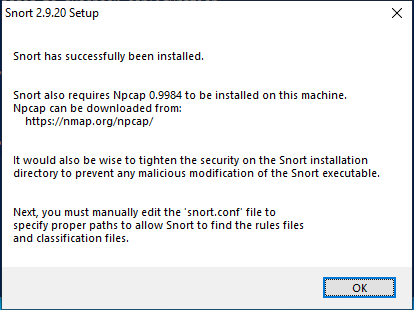 Snort 2.9.20 Setup
Snort has successfully been installed.
Snort also requires Npcap 0.9984 to be installed on this machine.
Npcap can be downloaded from:
https://nmap.org/npcap/
It would also be wise to tighten the security on the Snort installation
directory to prevent any malicious modification of the Snort executable.
Next, you must manually edit the 'snort.conf' file to
specify proper paths to allow Snort to find the rules files
and classification files.
OK